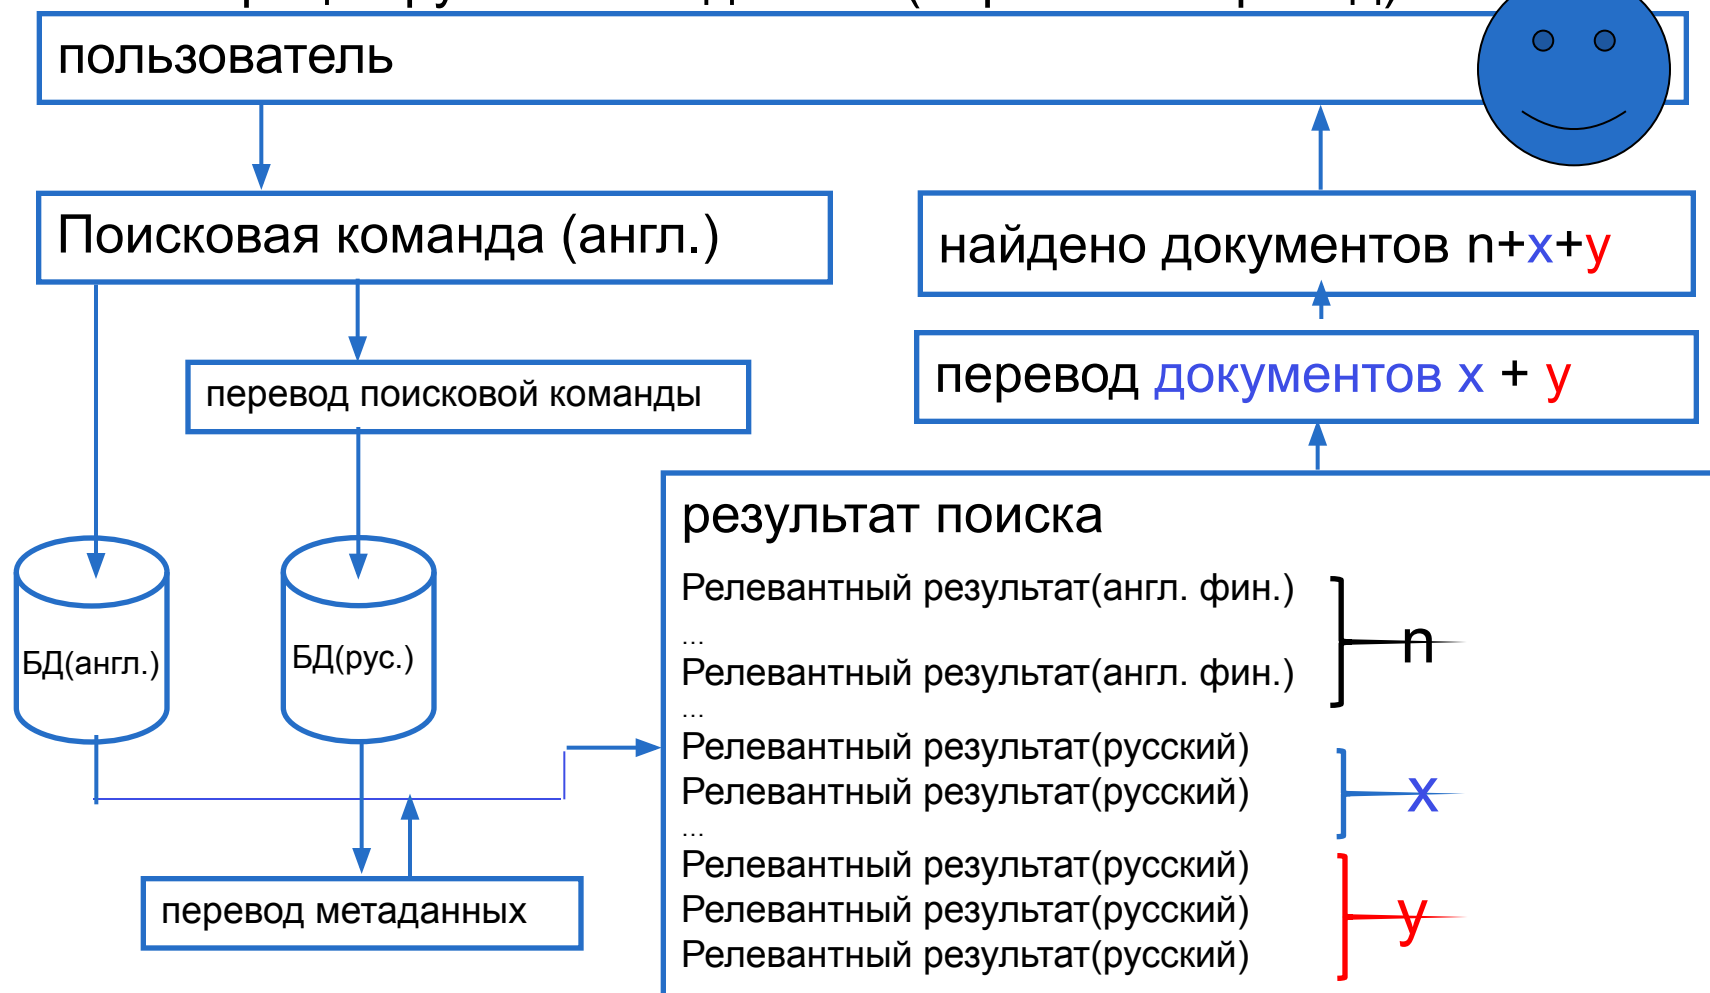 пользователь
Поисковая команда (англ.)
найдено документов n+x+y
перевод поисковой команды
перевод документов x + y
результат поиска
Релевантный результат(англ. фин.)
...
Релевантный результат(англ. фин.)
...
Релевантный результат(русский)
Релевантный результат(русский)
...
Релевантный результат(русский)
Релевантный результат(русский)
Релевантный результат(русский)
n
x
y
БД(англ.)
БД(рус.)
перевод метаданных